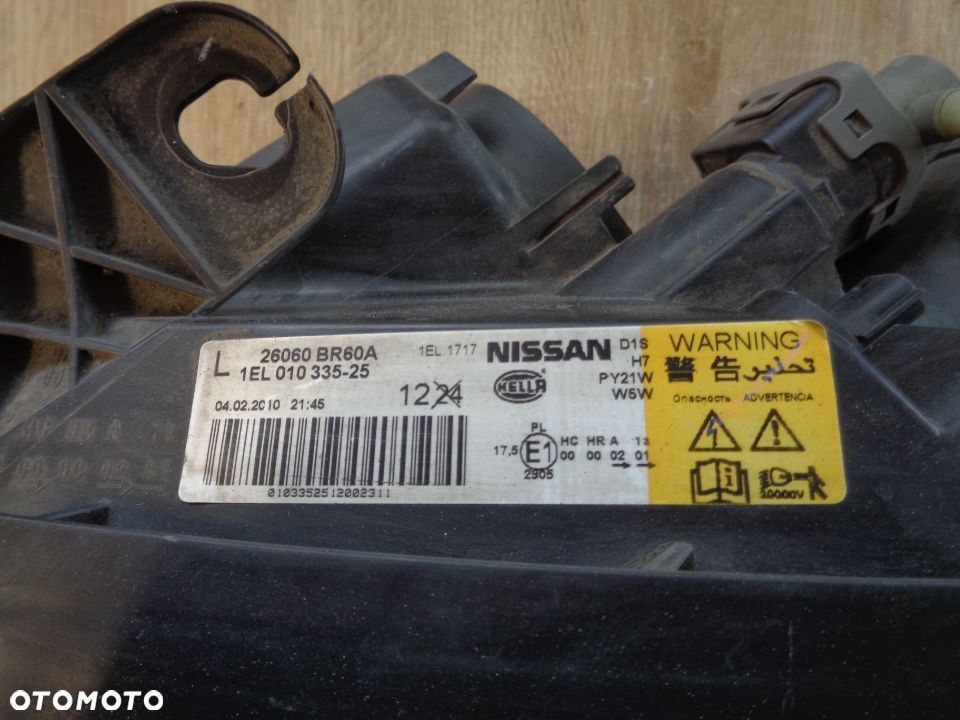 L 26060 BR60A
1EL 010 335-25
1EL.1717
NISSAN
HELLA
04.02.2010 21:45
1224
0103352512002311
D1S
H7
PY21W
W5W
PL
17,5 E1 HC HR A 1a
00 00 02 01
2905
WARNING
警告 تحذير
Опасность ADVERTENCIA
20000V
OTOMOTO